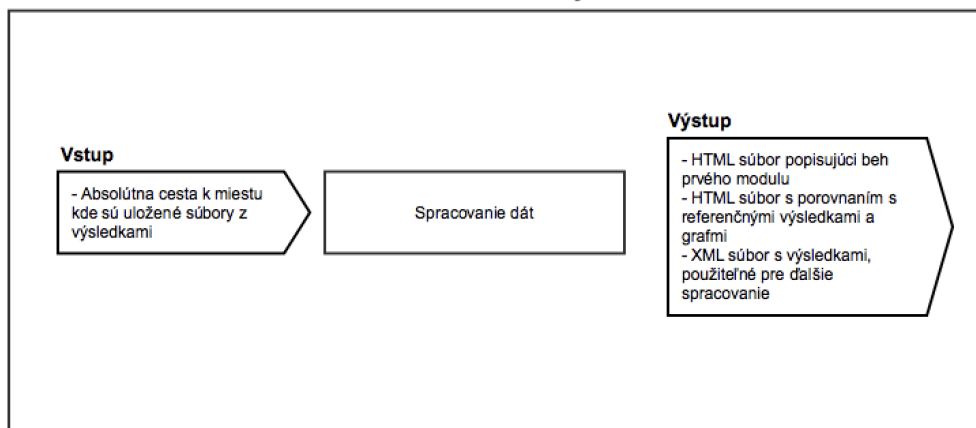 Vstup
- Absolútna cesta k miestu
kde sú uložené súbory z
výsledkami
Spracovanie dát
Výstup
- HTML súbor popisujúci beh
prvého modulu
- HTML súbor s porovnaním s
referenčnými výsledkami a
grafmi
- XML súbor s výsledkami,
použiteľné pre ďalšie
spracovanie